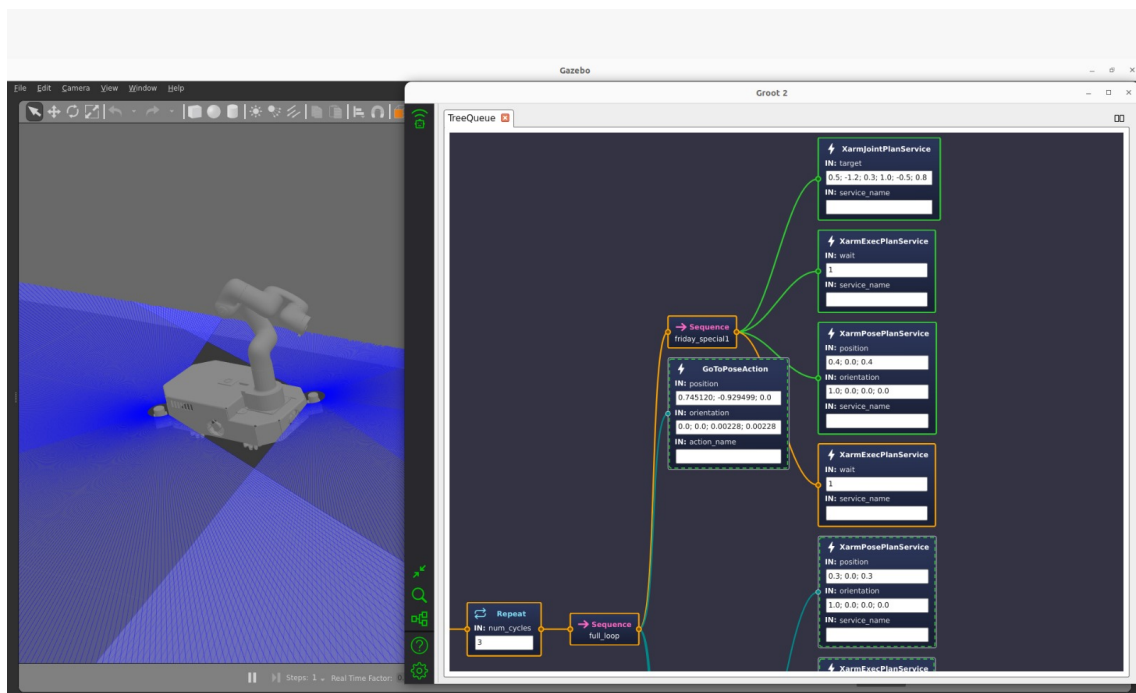 Gazebo
File Edit Camera View Window Help
Groot 2
TreeQueue
XarmJointPlanService
IN: target
0.5; -1.2; 0.3; 1.0; -0.5; 0.8
IN: service_name
XarmExecPlanService
IN: wait
1
IN: service_name
Sequence
friday_special1
XarmPosePlanService
IN: position
0.4; 0.0; 0.4
IN: orientation
1.0; 0.0; 0.0; 0.0
IN: service_name
GoToPoseAction
IN: position
0.745120; -0.929499; 0.0
IN: orientation
0.0; 0.0; 0.00228; 0.00228
IN: action_name
XarmExecPlanService
IN: wait
1
IN: service_name
XarmPosePlanService
IN: position
0.3; 0.0; 0.3
IN: orientation
1.0; 0.0; 0.0; 0.0
IN: service_name
Repeat
IN: num_cycles
3
Sequence
full_loop
XarmExecPlanService
Steps: 1 Real Time Factor: